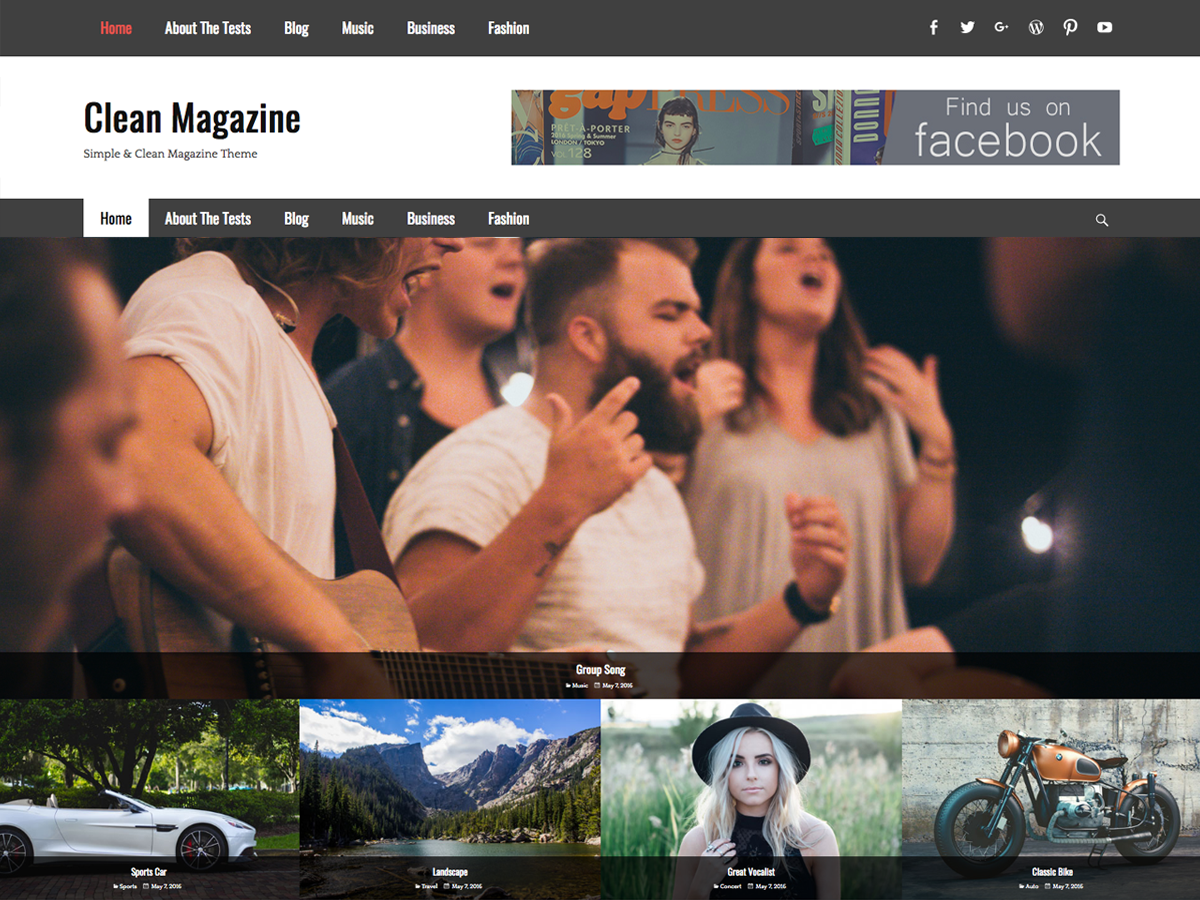 Home About The Tests Blog Music Business Fashion
Clean Magazine
Simple & Clean Magazine Theme
gap PRESS
PRÊT-À-PORTER
2016 Spring & Summer
LONDON / TOKYO
vol.128
Find us on
facebook
Home About The Tests Blog Music Business Fashion
Group Song
Music May 7, 2016
Sports Car
Sports May 7, 2016
Landscape
Travel May 7, 2016
Great Vocalist
Concert May 7, 2016
Classic Bike
Auto May 7, 2016